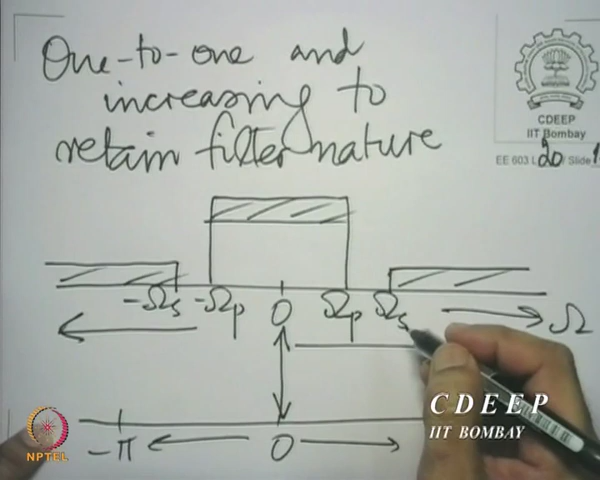 One-to-one and
increasing to
retain filter nature
CDEEP
IIT Bombay
EE 603 L 20 / Slide 1
-Ωs -Ωp 0 Ωp Ωs Ω
-π 0
CDEEP
IIT BOMBAY
NPTEL